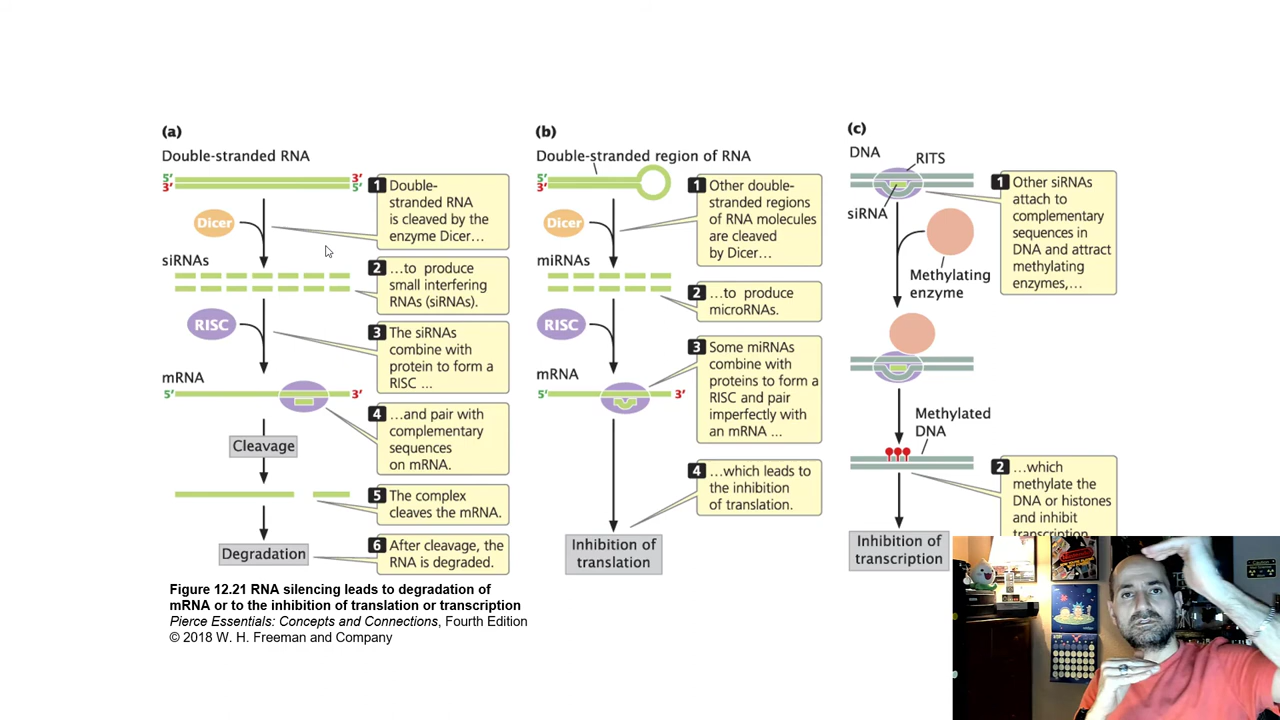 (a)
Double-stranded RNA
5’
3’
3’
5’
1 Double-
stranded RNA
is cleaved by the
enzyme Dicer…
Dicer
siRNAs
2 …to produce
small interfering
RNAs (siRNAs).
RISC
3 The siRNAs
combine with
protein to form a
RISC …
mRNA
5’
3’
4 …and pair with
complementary
sequences
on mRNA.
Cleavage
5 The complex
cleaves the mRNA.
Degradation
6 After cleavage, the
RNA is degraded.
(b)
Double-stranded region of RNA
5’
3’
1 Other double-
stranded regions
of RNA molecules
are cleaved
by Dicer…
Dicer
miRNAs
2 …to produce
microRNAs.
RISC
3 Some miRNAs
combine with
proteins to form a
RISC and pair
imperfectly with
an mRNA …
mRNA
5’
3’
4 …which leads to
the inhibition
of translation.
Inhibition of
translation
(c)
DNA
RITS
siRNA
1 Other siRNAs
attach to
complementary
sequences in
DNA and attract
methylating
enzymes,…
Methylating
enzyme
Methylated
DNA
2 …which
methylate the
DNA or histones
and inhibit
transcription
Inhibition of
transcription
Figure 12.21 RNA silencing leads to degradation of
mRNA or to the inhibition of translation or transcription
Pierce Essentials: Concepts and Connections, Fourth Edition
© 2018 W. H. Freeman and Company